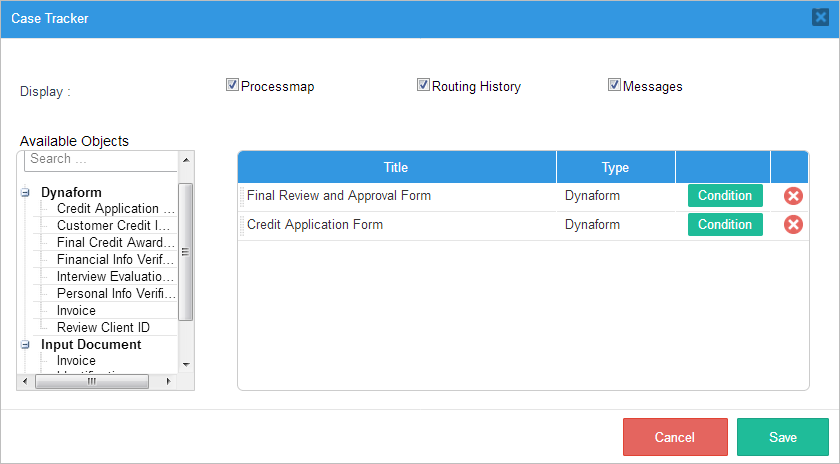 Case Tracker
Display :
Processmap
Routing History
Messages
Available Objects
Search ...
Dynaform
Credit Application ...
Customer Credit I...
Final Credit Award...
Financial Info Verif...
Interview Evaluatio...
Personal Info Verifi...
Invoice
Review Client ID
Input Document
Invoice
Title Type
Final Review and Approval Form Dynaform Condition
Credit Application Form Dynaform Condition
Cancel Save